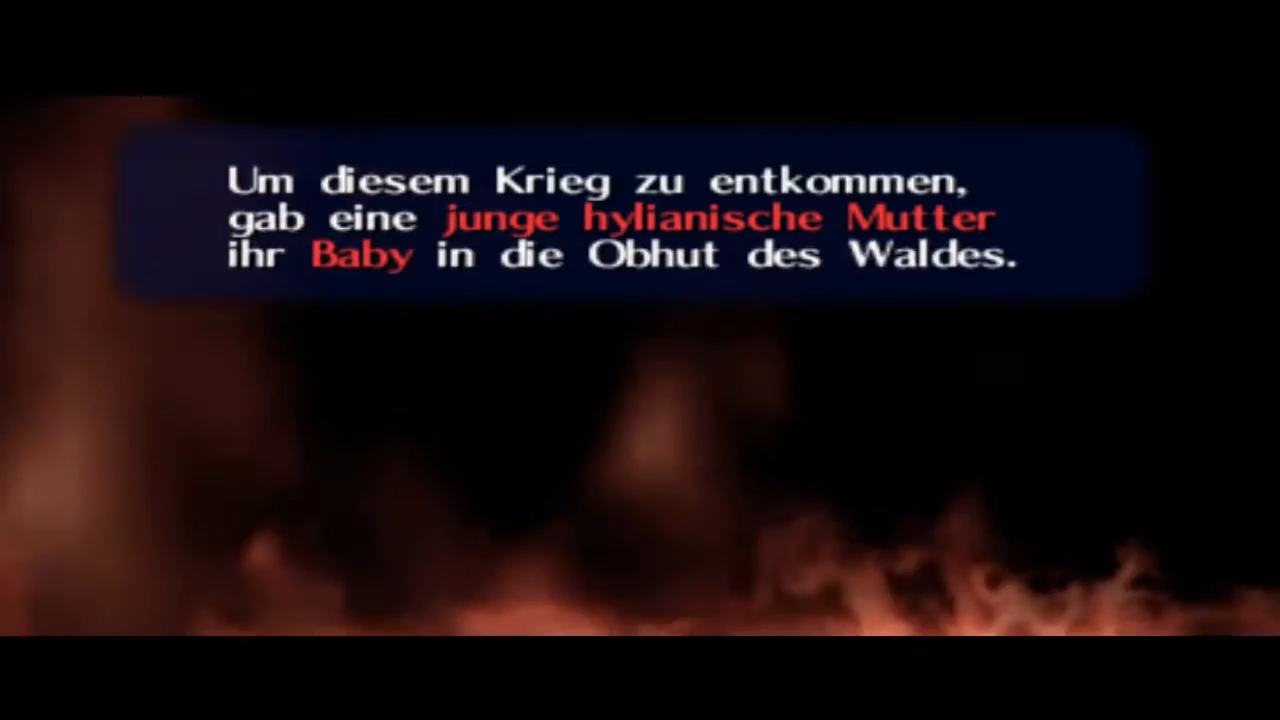 Um diesem Krieg zu entkommen,
gab eine junge hylianische Mutter
ihr Baby in die Obhut des Waldes.